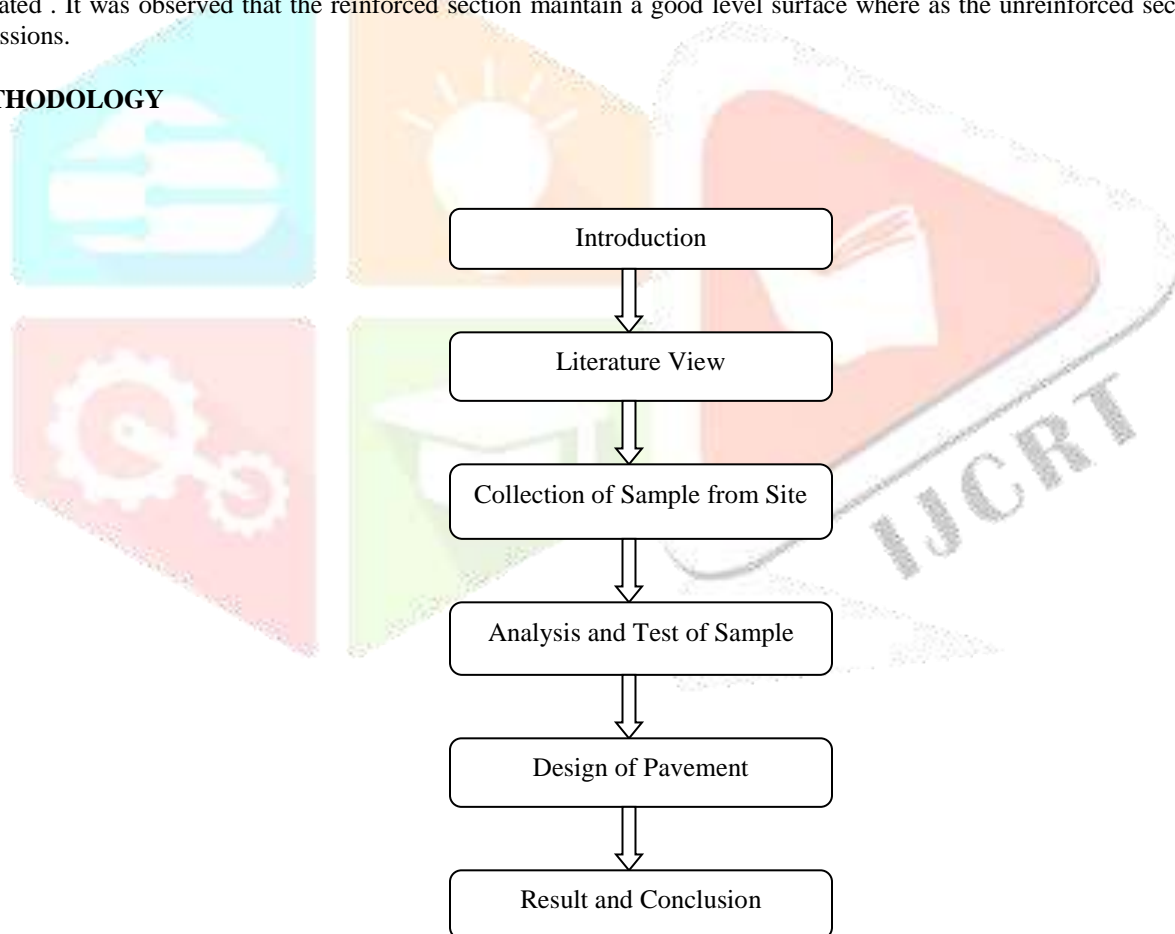 ated . It was observed that the reinforced section maintain a good level surface where as the unreinforced sec
ssions.
THODOLOGY
Introduction
Literature View
Collection of Sample from Site
Analysis and Test of Sample
Design of Pavement
Result and Conclusion
IJCRT